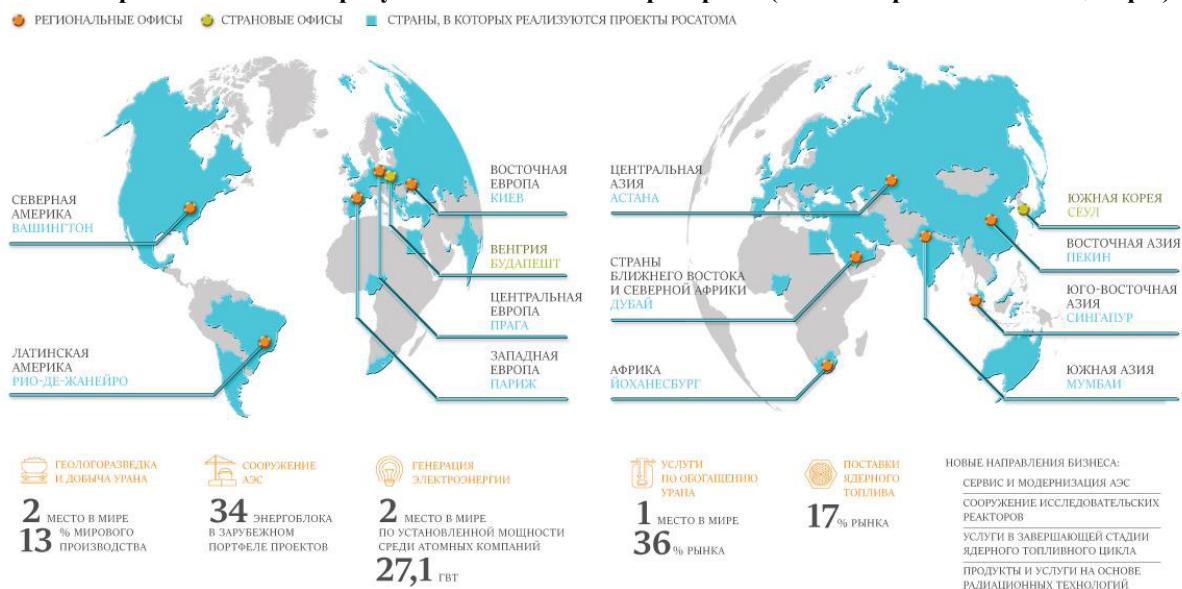 РЕГИОНАЛЬНЫЕ ОФИСЫ
СТРАНОВЫЕ ОФИСЫ
СТРАНЫ, В КОТОРЫХ РЕАЛИЗУЮТСЯ ПРОЕКТЫ РОСАТОМА
СЕВЕРНАЯ
АМЕРИКА
ВАШИНГТОН
ЛАТИНСКАЯ
АМЕРИКА
РИО-ДЕ-ЖАНЕЙРО
ВОСТОЧНАЯ
ЕВРОПА
КИЕВ
ВЕНГРИЯ
БУДАПЕШТ
ЦЕНТРАЛЬНАЯ
ЕВРОПА
ПРАГА
ЗАПАДНАЯ
ЕВРОПА
ПАРИЖ
ЦЕНТРАЛЬНАЯ
АЗИЯ
АСТАНА
СТРАНЫ
БЛИЖНЕГО ВОСТОКА
И СЕВЕРНОЙ АФРИКИ
ДУБАЙ
АФРИКА
ЙОХАНЕСБУРГ
ЮЖНАЯ КОРЕЯ
СЕУЛ
ВОСТОЧНАЯ АЗИЯ
ПЕКИН
ЮГО-ВОСТОЧНАЯ
АЗИЯ
СИНГАПУР
ЮЖНАЯ АЗИЯ
МУМБАИ
ГЕОЛОГОРАЗВЕДКА
И ДОБЫЧА УРАНА
2 МЕСТО В МИРЕ
13 % МИРОВОГО
ПРОИЗВОДСТВА
СООРУЖЕНИЕ
АЭС
34 ЭНЕРГОБЛОКА
В ЗАРУБЕЖНОМ
ПОРТФЕЛЕ ПРОЕКТОВ
ГЕНЕРАЦИЯ
ЭЛЕКТРОЭНЕРГИИ
2 МЕСТО В МИРЕ
ПО УСТАНОВЛЕННОЙ МОЩНОСТИ
СРЕДИ АТОМНЫХ КОМПАНИЙ
27,1 ГВТ
УСЛУГИ
ПО ОБОГАЩЕНИЮ
УРАНА
1 МЕСТО В МИРЕ
36 % РЫНКА
ПОСТАВКИ
ЯДЕРНОГО
ТОПЛИВА
17 % РЫНКА
НОВЫЕ НАПРАВЛЕНИЯ БИЗНЕСА:
СЕРВИС И МОДЕРНИЗАЦИЯ АЭС
СООРУЖЕНИЕ ИССЛЕДОВАТЕЛЬСКИХ
РЕАКТОРОВ
УСЛУГИ В ЗАВЕРШАЮЩЕЙ СТАДИИ
ЯДЕРНОГО ТОПЛИВНОГО ЦИКЛА
ПРОДУКТЫ И УСЛУГИ НА ОСНОВЕ
РАДИАЦИОННЫХ ТЕХНОЛОГИЙ